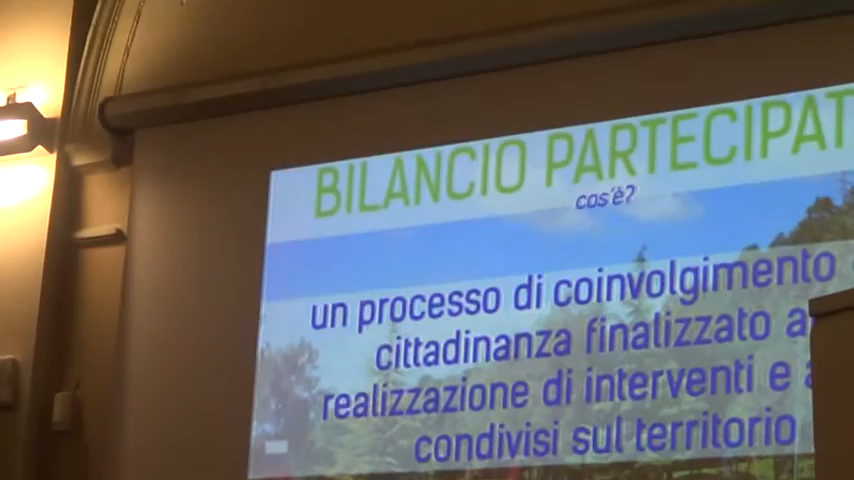 BILANCIO PARTECIPAT
cos'è?
un processo di coinvolgimento
cittadinanza finalizzato a
realizzazione di interventi e a
condivisi sul territorio